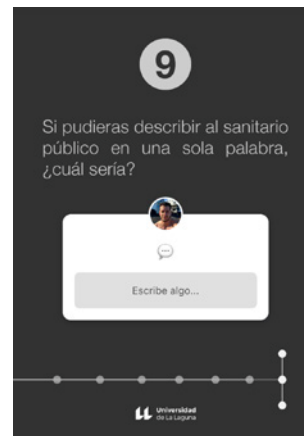 9
Si pudieras describir al sanitario
público en una sola palabra,
¿cuál sería?
Escribe algo...
Universidad
de La Laguna